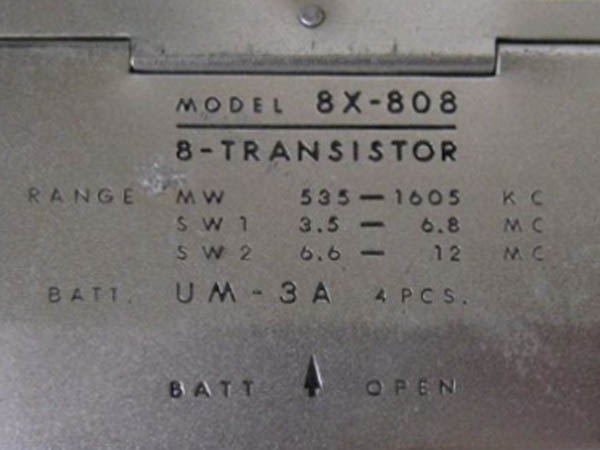 MODEL 8X-808
8-TRANSISTOR
RANGE MW 535-1605 KC
SW1 3.5 - 6.8 MC
SW2 6.6 - 12 MC
BATT. UM-3A 4PCS.
BATT OPEN